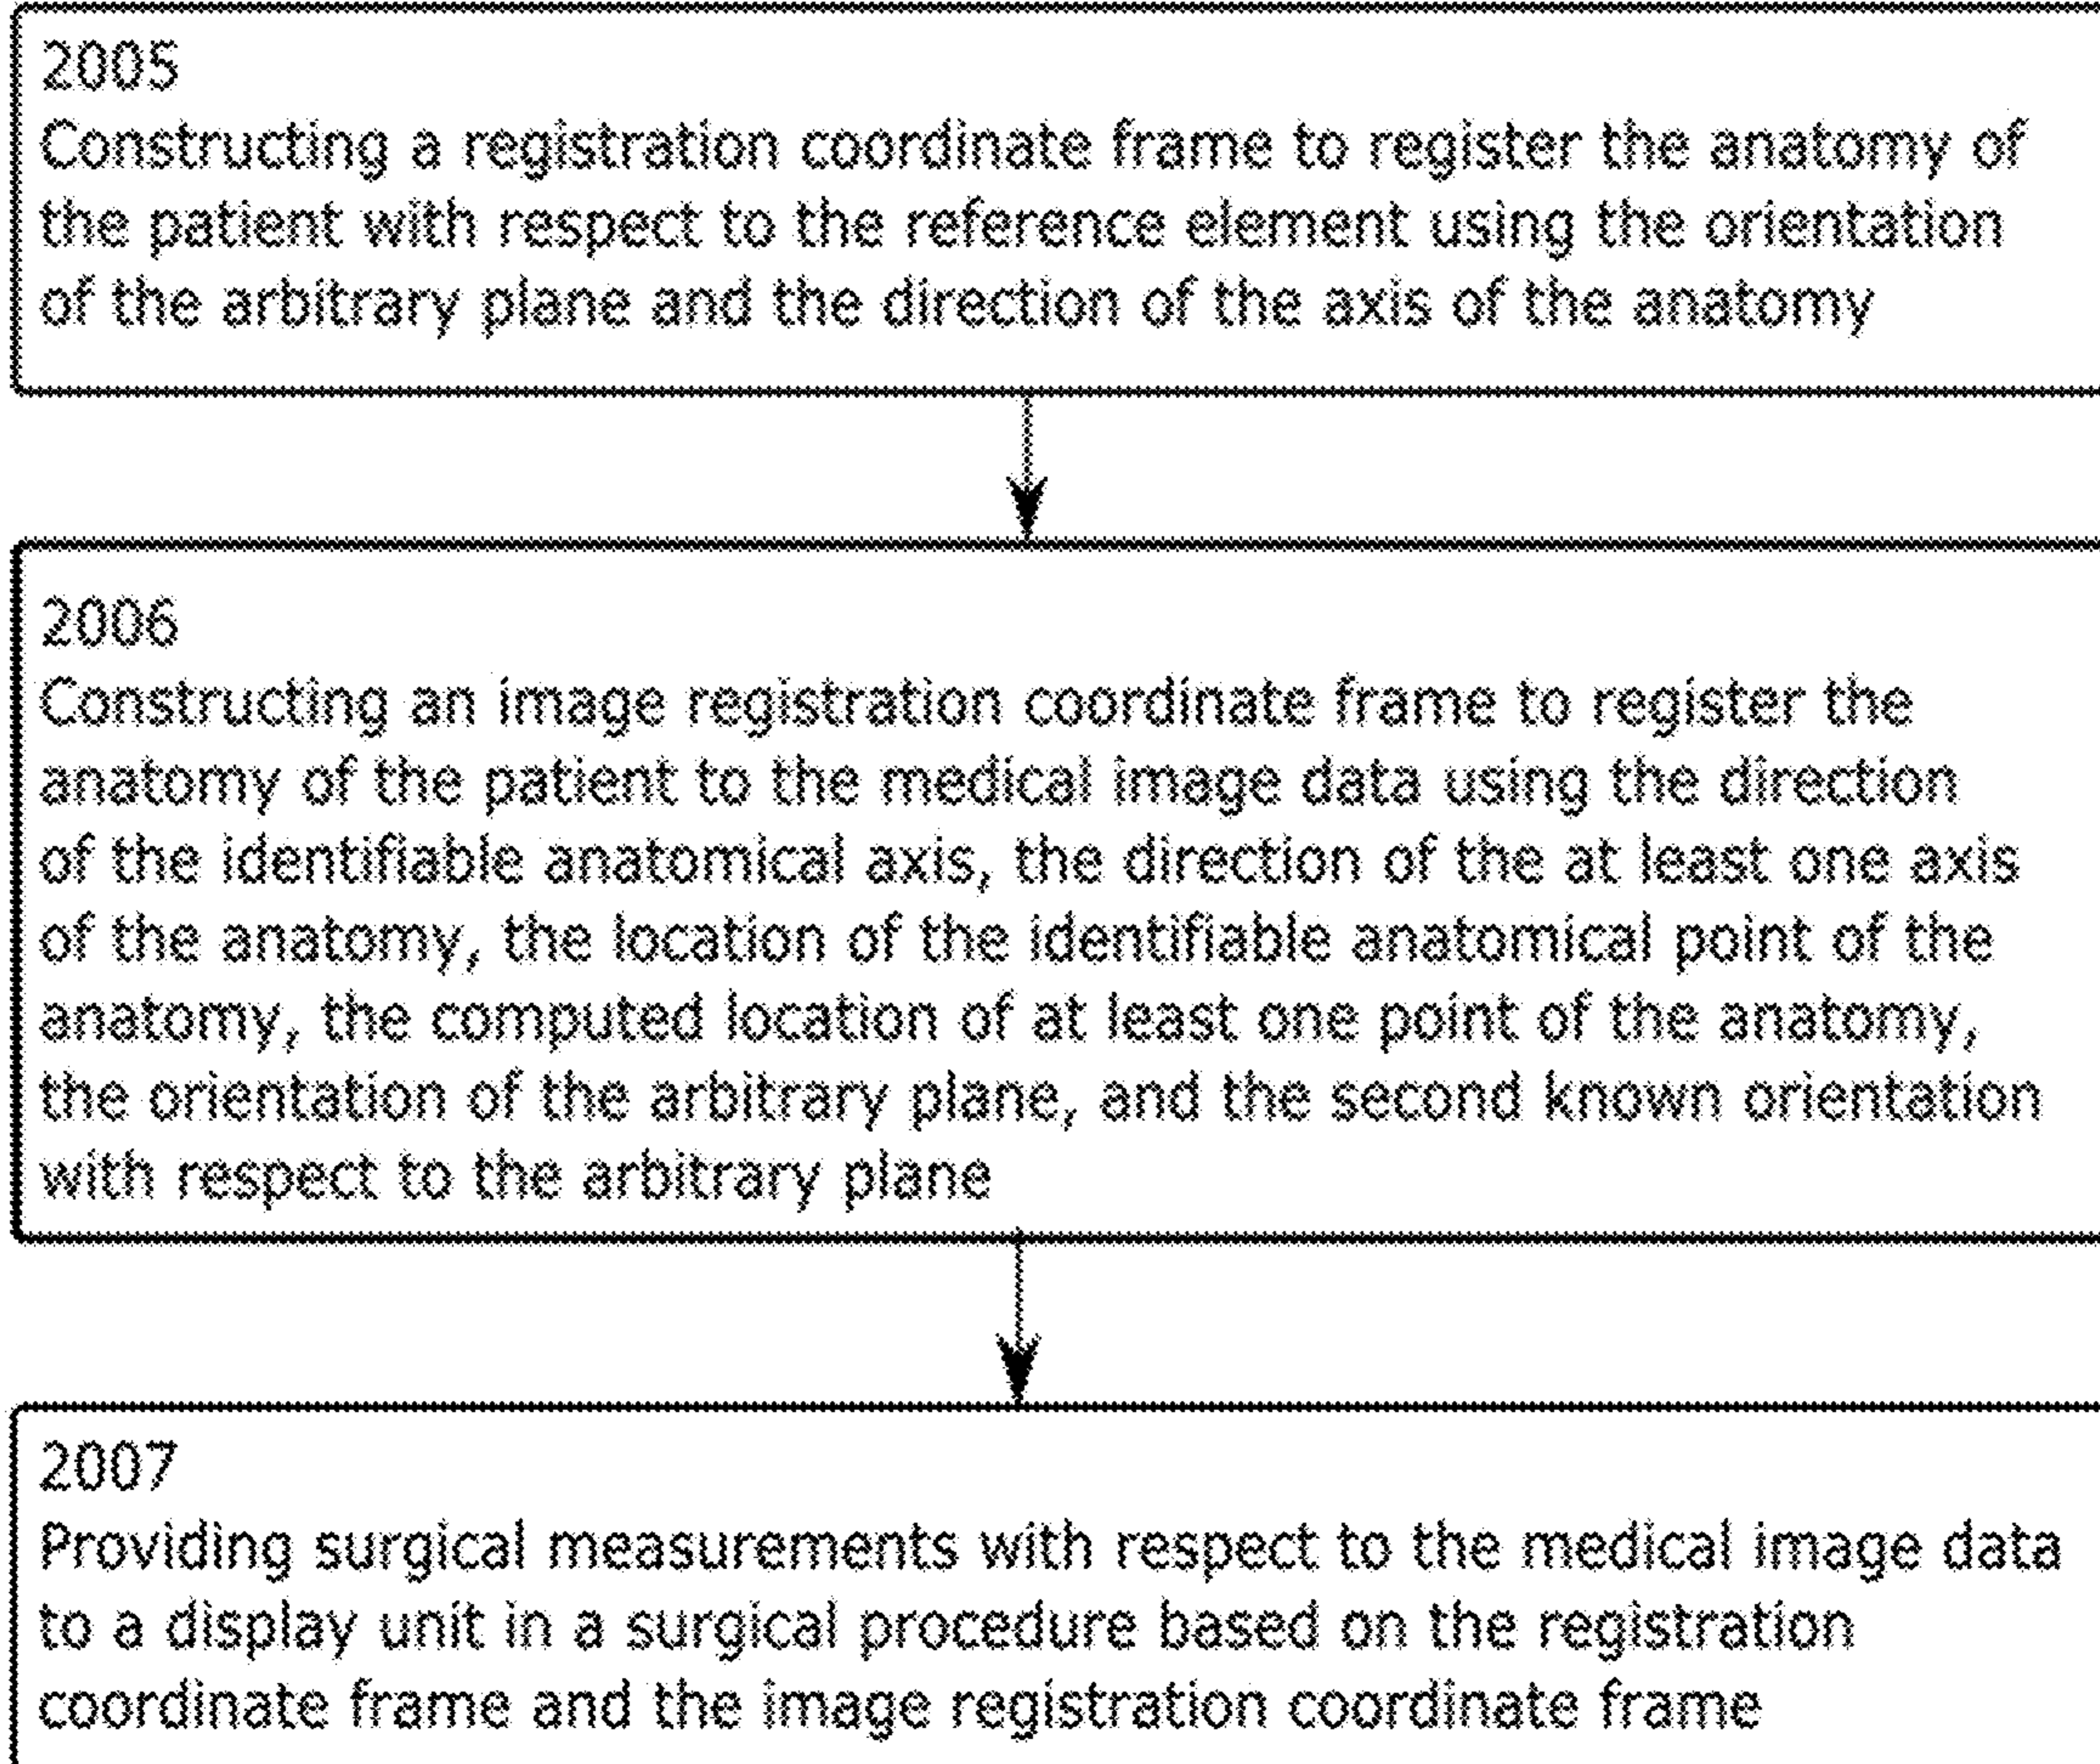 2005
Constructing a registration coordinate frame to register the anatomy of
the patient with respect to the reference element using the orientation
of the arbitrary plane and the direction of the axis of the anatomy
2006
Constructing an image registration coordinate frame to register the
anatomy of the patient to the medical image data using the direction
of the identifiable anatomical axis, the direction of the at least one axis
of the anatomy, the location of the identifiable anatomical point of the
anatomy, the computed location of at least one point of the anatomy,
the orientation of the arbitrary plane, and the second known orientation
with respect to the arbitrary plane
2007
Providing surgical measurements with respect to the medical image data
to a display unit in a surgical procedure based on the registration
coordinate frame and the image registration coordinate frame